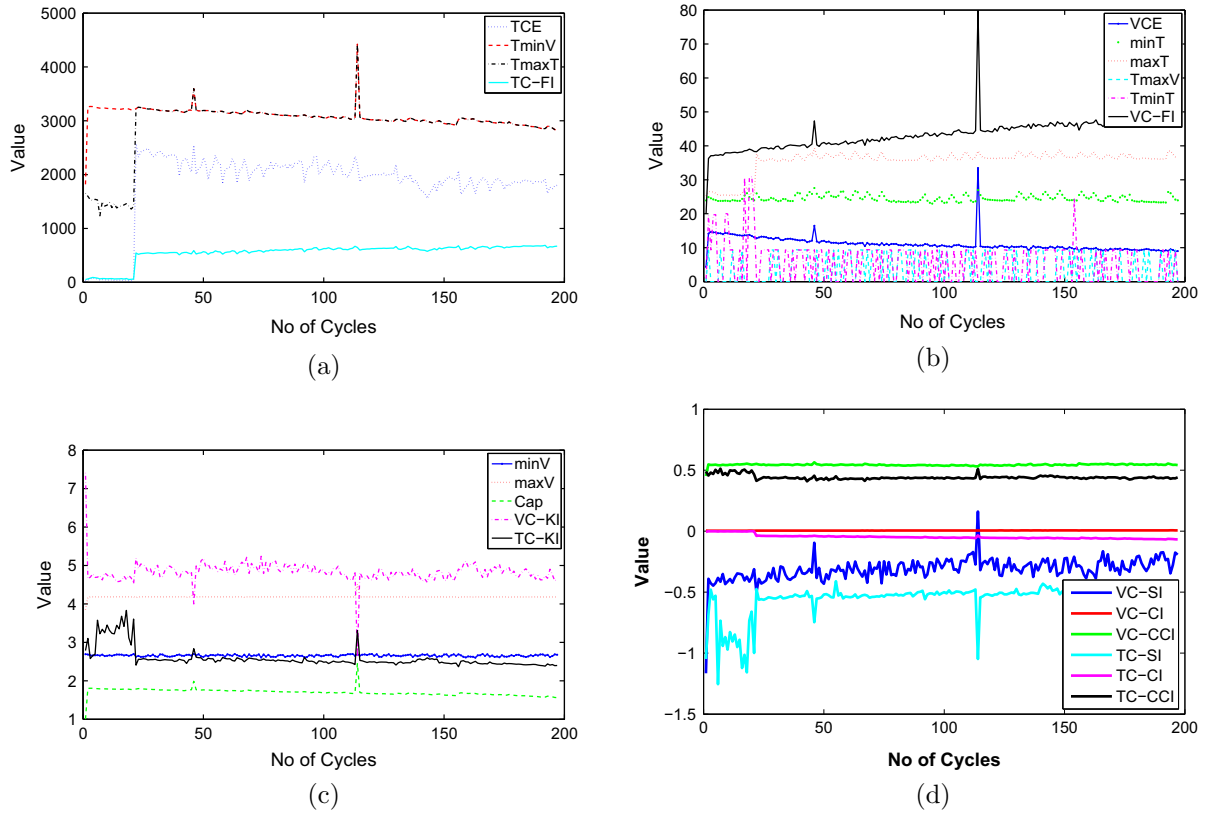 5000
4000
3000
2000
1000
0
Value
0 50 100 150 200
No of Cycles
TCE
TminV
TmaxT
TC−FI
(a)
80
70
60
50
40
30
20
10
0
Value
0 50 100 150 200
No of Cycles
VCE
minT
maxT
TmaxV
TminT
VC−FI
(b)
8
7
6
5
4
3
2
1
Value
0 50 100 150 200
No of Cycles
minV
maxV
Cap
VC−KI
TC−KI
(c)
1
0.5
0
−0.5
−1
−1.5
Value
0 50 100 150 200
No of Cycles
VC−SI
VC−CI
VC−CCI
TC−SI
TC−CI
TC−CCI
(d)